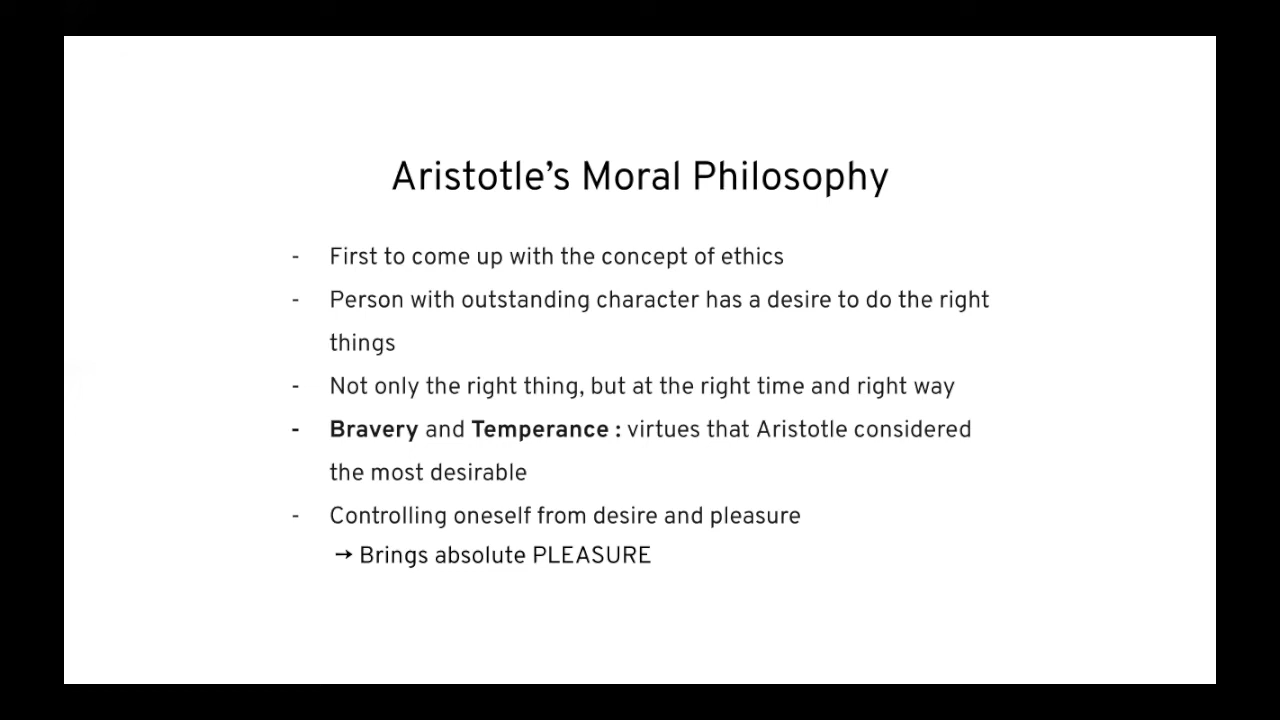 Aristotle’s Moral Philosophy
- First to come up with the concept of ethics
- Person with outstanding character has a desire to do the right
things
- Not only the right thing, but at the right time and right way
- Bravery and Temperance : virtues that Aristotle considered
the most desirable
- Controlling oneself from desire and pleasure
→ Brings absolute PLEASURE